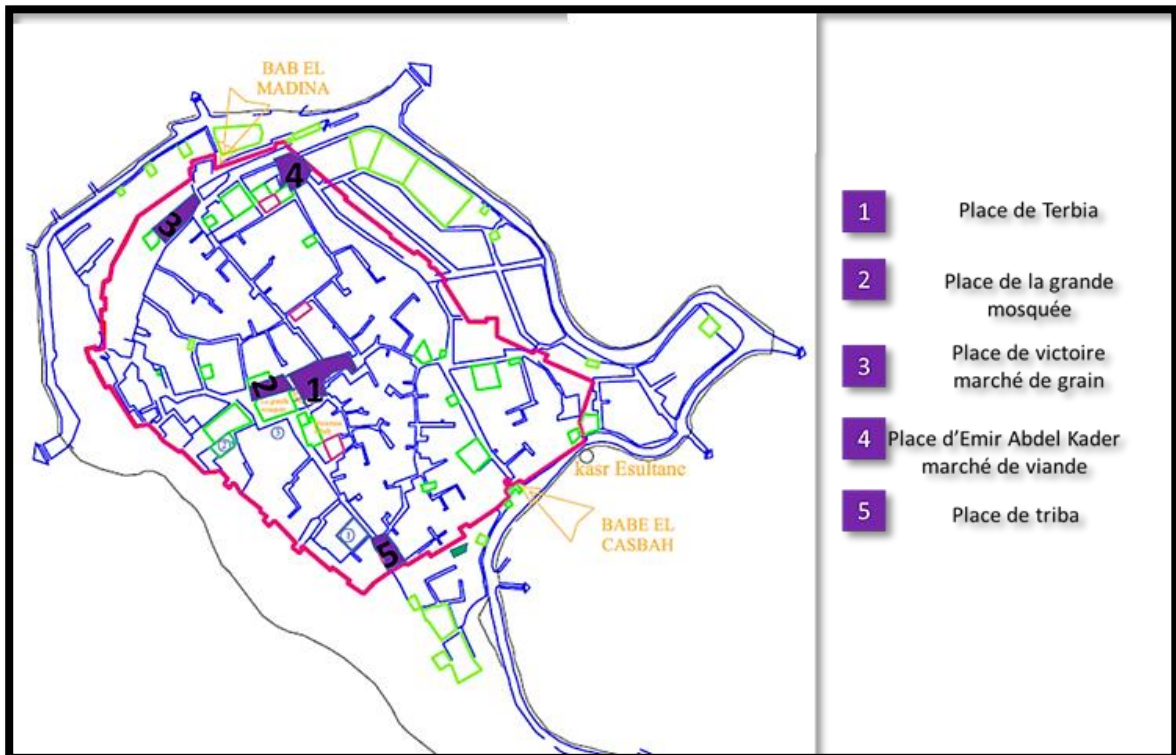 BAB EL
MADINA
4
3
2
1
kasr Esultane
BABE EL
CASBAH
5
1 Place de Terbia
2 Place de la grande
mosquée
3 Place de victoire
marché de grain
4 Place d'Emir Abdel Kader
marché de viande
5 Place de triba